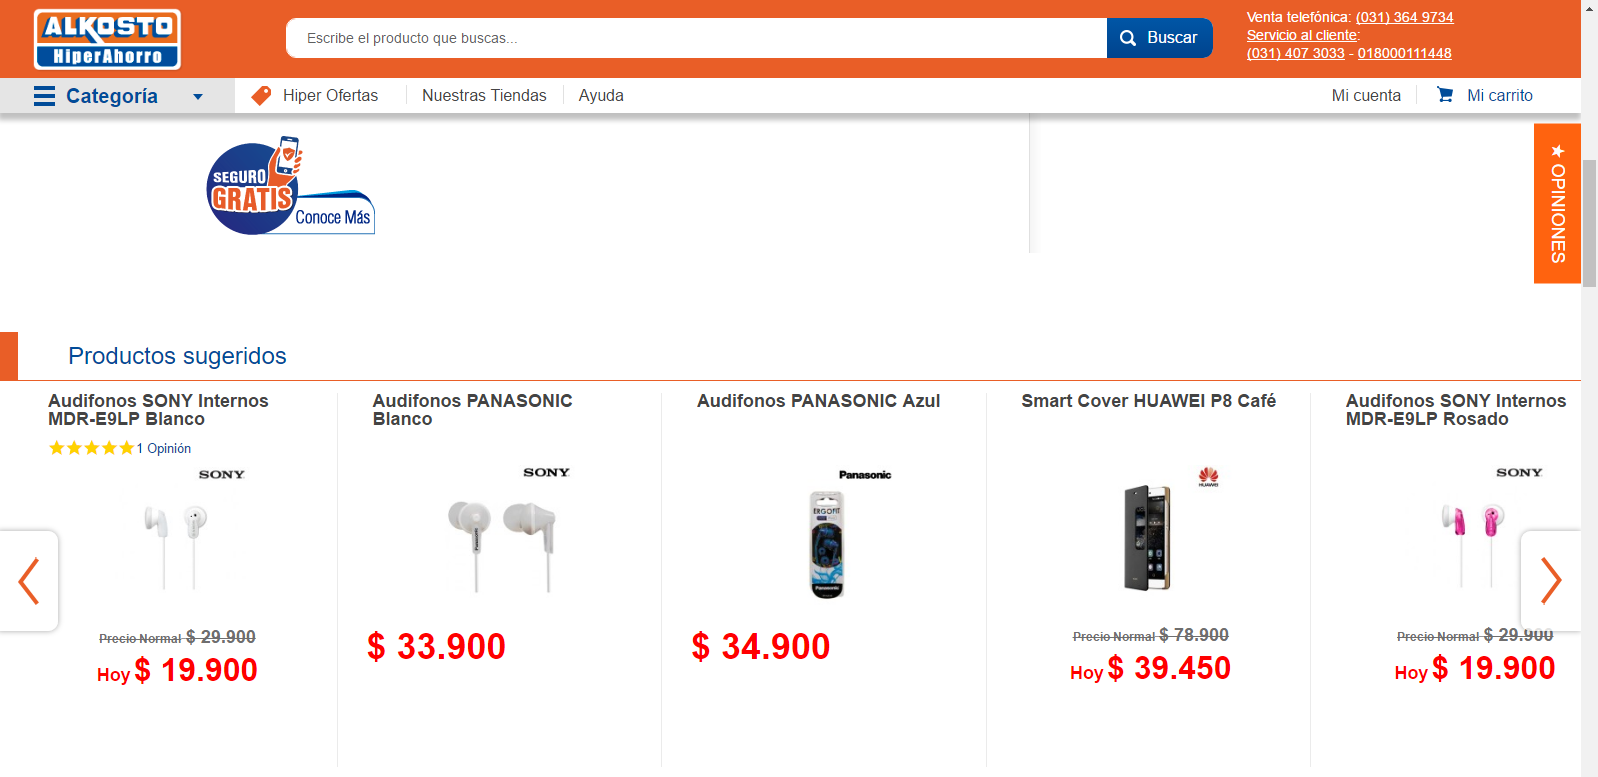 ALKOSTO
HiperAhorro
Escribe el producto que buscas...
Buscar
Venta telefónica: (031) 364 9734
Servicio al cliente:
(031) 407 3033 - 018000111448
Categoría
Hiper Ofertas
Nuestras Tiendas
Ayuda
Mi cuenta
Mi carrito
SEGURO
GRATIS
Conoce Más
★ OPINIONES
Productos sugeridos
Audifonos SONY Internos
MDR-E9LP Blanco
1 Opinión
SONY
Precio Normal $ 29.900
Hoy $ 19.900
Audifonos PANASONIC
Blanco
SONY
Panasonic
$ 33.900
Audifonos PANASONIC Azul
Panasonic
ERGOFIT
Panasonic
$ 34.900
Smart Cover HUAWEI P8 Café
HUAWEI
Precio Normal $ 78.900
Hoy $ 39.450
Audifonos SONY Internos
MDR-E9LP Rosado
SONY
Precio Normal $ 29.900
Hoy $ 19.900